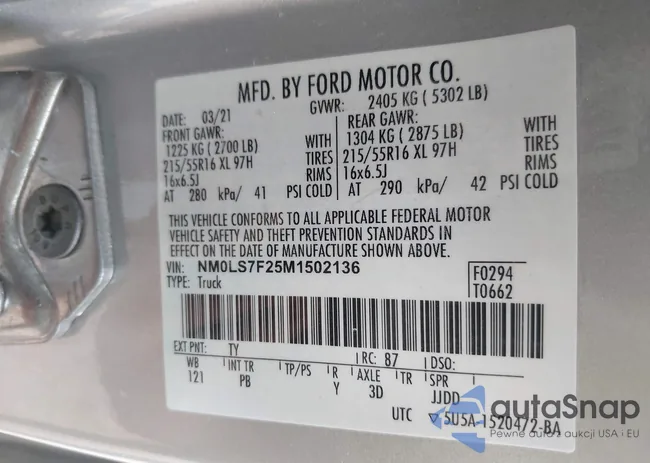 MFD. BY FORD MOTOR CO.
DATE: 03/21 GVWR: 2405 KG ( 5302 LB)
FRONT GAWR: REAR GAWR:
1225 KG ( 2700 LB) WITH 1304 KG ( 2875 LB) WITH
215/55R16 XL 97H TIRES 215/55R16 XL 97H TIRES
16x6.5J RIMS 16x6.5J RIMS
AT 280 kPa/ 41 PSI COLD AT 290 kPa/ 42 PSI COLD
THIS VEHICLE CONFORMS TO ALL APPLICABLE FEDERAL MOTOR
VEHICLE SAFETY AND THEFT PREVENTION STANDARDS IN
EFFECT ON THE DATE OF MANUFACTURE SHOWN ABOVE.
VIN: NM0LS7F25M1502136 F0294
TYPE: Truck T0662
EXT PNT: TY RC: 87 DSO:
WB INT TR TP/PS R AXLE TR SPR
121 PB Y 3D JJDD
UTC ▽5U5A-1520472-BA
autaSnap
Pewne auto z aukcji USA i EU